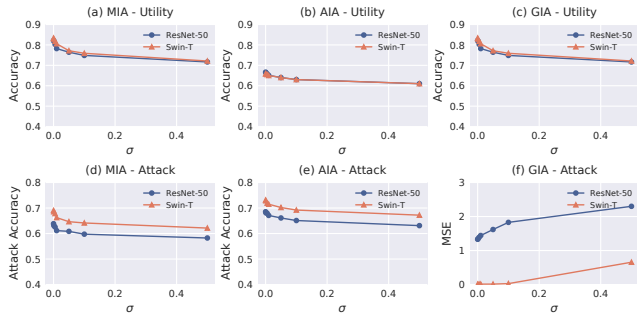 (a) MIA - Utility
Accuracy
0.9
0.8
0.7
0.6
0.5
0.4
ResNet-50
Swin-T
0.0
0.2
0.4
σ
(b) AIA - Utility
Accuracy
0.9
0.8
0.7
0.6
0.5
0.4
ResNet-50
Swin-T
0.0
0.2
0.4
σ
(c) GIA - Utility
Accuracy
0.9
0.8
0.7
0.6
0.5
0.4
ResNet-50
Swin-T
0.0
0.2
0.4
σ
(d) MIA - Attack
Attack Accuracy
0.8
0.7
0.6
0.5
0.4
ResNet-50
Swin-T
0.0
0.2
0.4
σ
(e) AIA - Attack
Attack Accuracy
0.8
0.7
0.6
0.5
0.4
ResNet-50
Swin-T
0.0
0.2
0.4
σ
(f) GIA - Attack
MSE
3
2
1
0
ResNet-50
Swin-T
0.0
0.2
0.4
σ